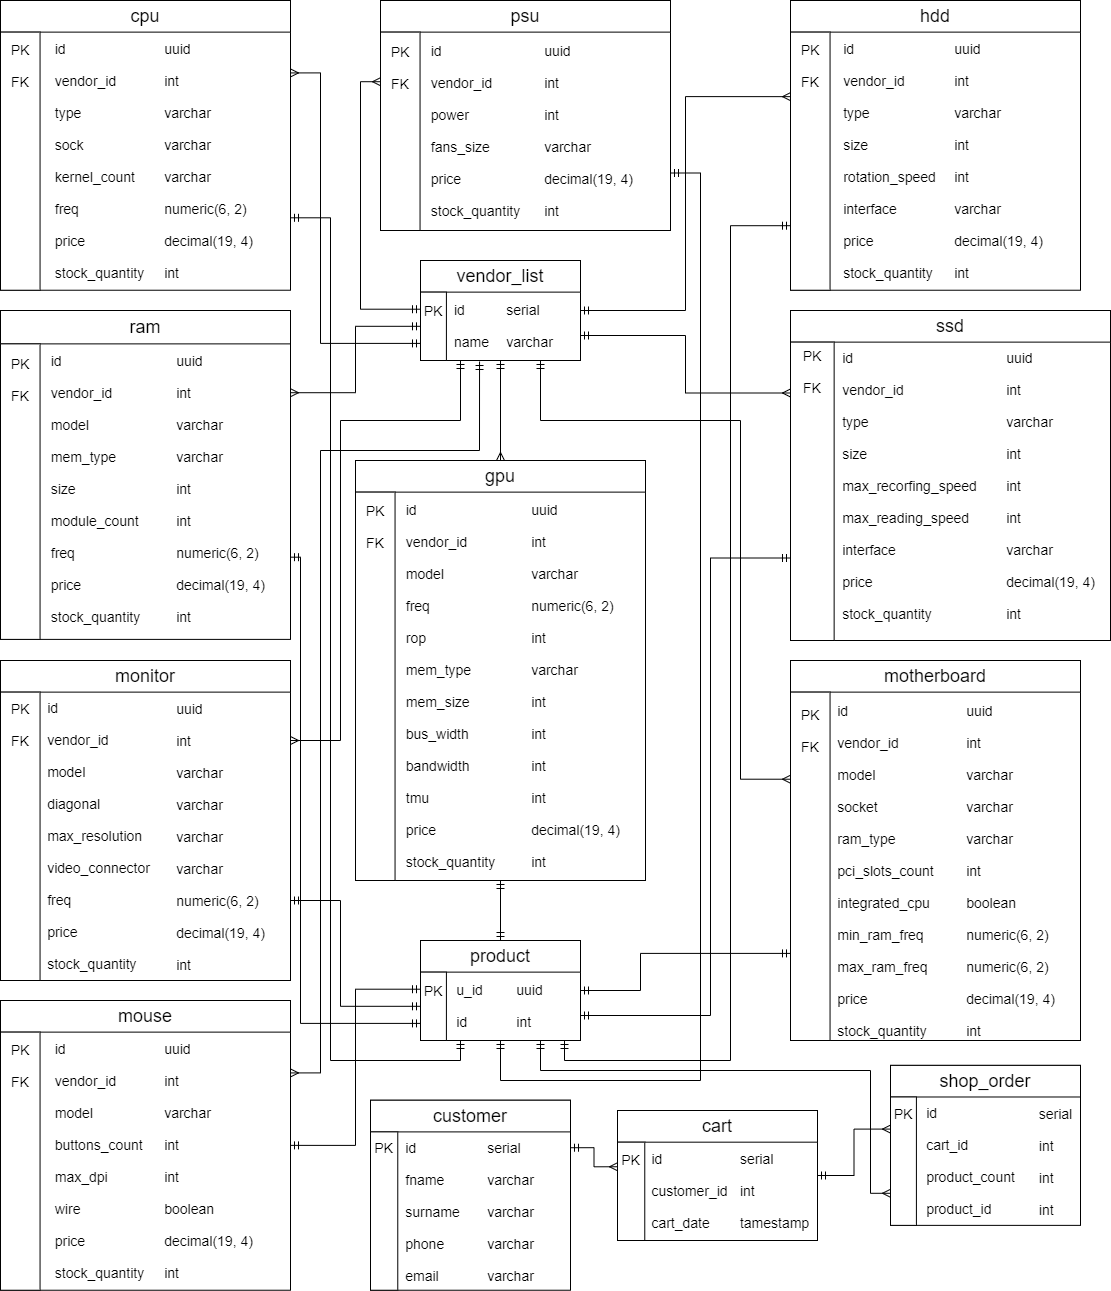 cpu
PK id uuid
FK vendor_id int
type varchar
sock varchar
kernel_count varchar
freq numeric(6, 2)
price decimal(19, 4)
stock_quantity int
psu
PK id uuid
FK vendor_id int
power int
fans_size varchar
price decimal(19, 4)
stock_quantity int
hdd
PK id uuid
FK vendor_id int
type varchar
size int
rotation_speed int
interface varchar
price decimal(19, 4)
stock_quantity int
vendor_list
PK id serial
name varchar
ram
PK id uuid
FK vendor_id int
model varchar
mem_type varchar
size int
module_count int
freq numeric(6, 2)
price decimal(19, 4)
stock_quantity int
ssd
PK id uuid
FK vendor_id int
type varchar
size int
max_recorfing_speed int
max_reading_speed int
interface varchar
price decimal(19, 4)
stock_quantity int
gpu
PK id uuid
FK vendor_id int
model varchar
freq numeric(6, 2)
rop int
mem_type varchar
mem_size int
bus_width int
bandwidth int
tmu int
price decimal(19, 4)
stock_quantity int
monitor
PK id uuid
FK vendor_id int
model varchar
diagonal varchar
max_resolution varchar
video_connector varchar
freq numeric(6, 2)
price decimal(19, 4)
stock_quantity int
motherboard
PK id uuid
FK vendor_id int
model varchar
socket varchar
ram_type varchar
pci_slots_count int
integrated_cpu boolean
min_ram_freq numeric(6, 2)
max_ram_freq numeric(6, 2)
price decimal(19, 4)
stock_quantity int
product
PK u_id uuid
id int
mouse
PK id uuid
FK vendor_id int
model varchar
buttons_count int
max_dpi int
wire boolean
price decimal(19, 4)
stock_quantity int
customer
PK id serial
fname varchar
surname varchar
phone varchar
email varchar
cart
PK id serial
customer_id int
cart_date tamestamp
shop_order
PK id serial
cart_id int
product_count int
product_id int